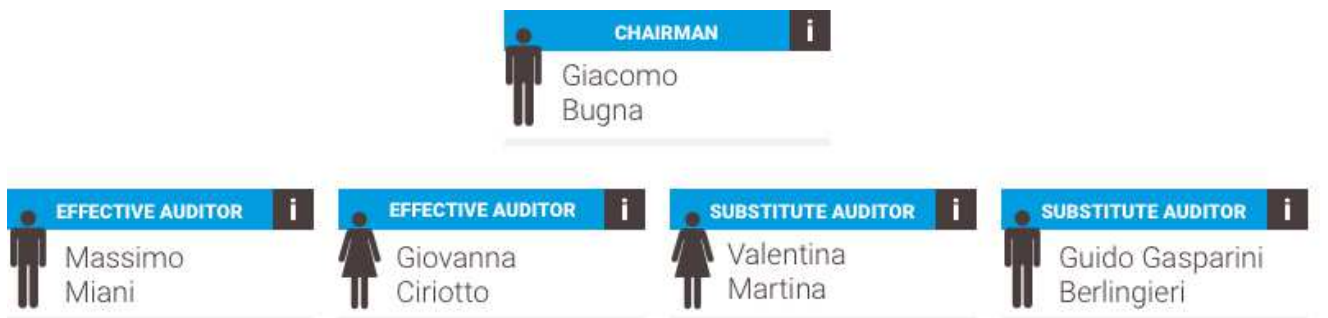 CHAIRMAN i
Giacomo
Bugna
EFFECTIVE AUDITOR i
Massimo
Miani
EFFECTIVE AUDITOR i
Giovanna
Ciriotto
SUBSTITUTE AUDITOR i
Valentina
Martina
SUBSTITUTE AUDITOR i
Guido Gasparini
Berlingieri